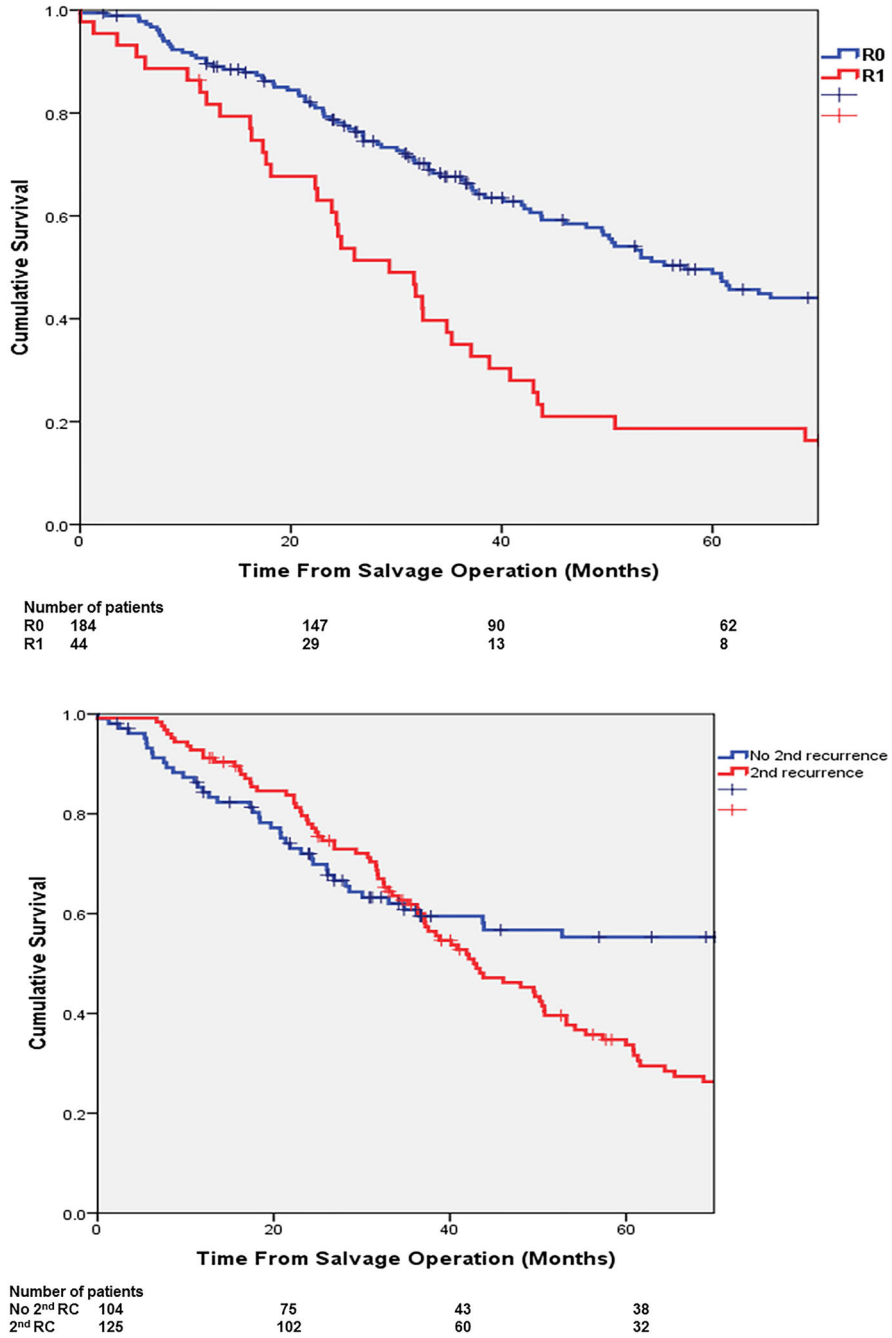 1.0
0.8
0.6
0.4
0.2
0.0
Cumulative Survival
R0
R1
0 20 40 60
Time From Salvage Operation (Months)
Number of patients
R0 184 147 90 62
R1 44 29 13 8
1.0
0.8
0.6
0.4
0.2
0.0
Cumulative Survival
No 2nd recurrence
2nd recurrence
0 20 40 60
Time From Salvage Operation (Months)
Number of patients
No 2nd RC 104 75 43 38
2nd RC 125 102 60 32